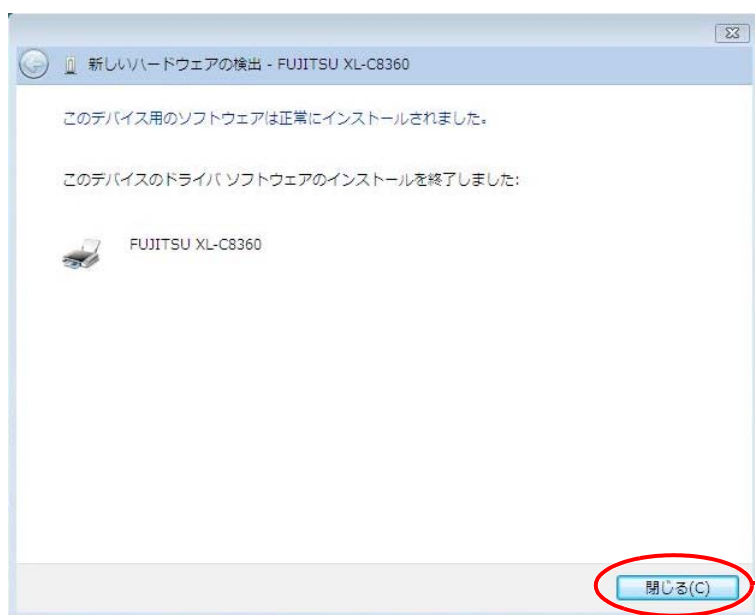 新しいハードウェアの検出 - FUJITSU XL-C8360
このデバイス用のソフトウェアは正常にインストールされました。
このデバイスのドライバ ソフトウェアのインストールを終了しました:
FUJITSU XL-C8360
閉じる(C)